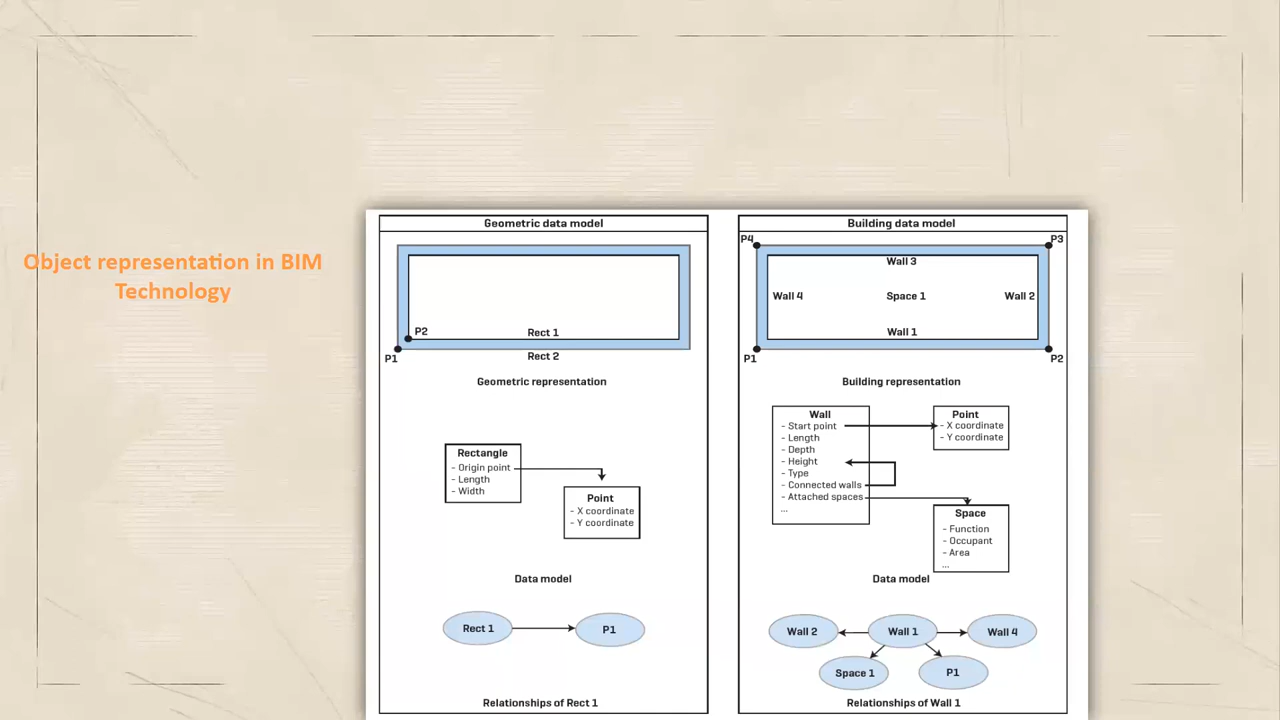 Object representation in BIM
Technology
Geometric data model
P2
Rect 1
P1
Rect 2
Geometric representation
Rectangle
- Origin point
- Length
- Width
Point
- X coordinate
- Y coordinate
Data model
Rect 1
P1
Relationships of Rect 1
Building data model
P4
P3
Wall 3
Wall 4
Space 1
Wall 2
Wall 1
P1
P2
Building representation
Wall
- Start point
- Length
- Depth
- Height
- Type
- Connected walls
- Attached spaces
...
Point
- X coordinate
- Y coordinate
Space
- Function
- Occupant
- Area
...
Data model
Wall 2
Wall 1
Wall 4
Space 1
P1
Relationships of Wall 1